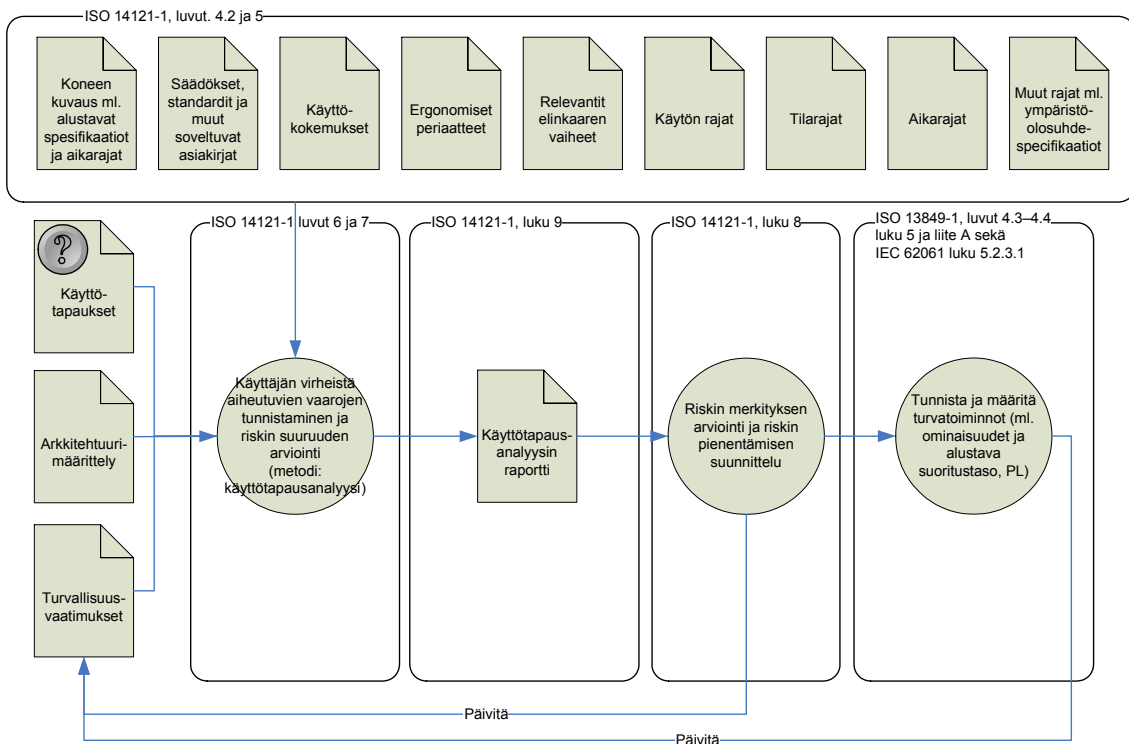 ISO 14121-1, luvut. 4.2 ja 5
Koneen
kuvaus ml.
alustavat
spesifikaatiot
ja aikarajat
Säädökset,
standardit ja
muut
soveltuvat
asiakirjat
Käyttö-
kokemukset
Ergonomiset
periaatteet
Relevantit
elinkaaren
vaiheet
Käytön rajat
Tilarajat
Aikarajat
Muut rajat ml.
ympäristö-
olosuhde-
specifikaatiot
?
Käyttö-
tapaukset
Arkkitehtuuri-
määrittely
Turvallisuus-
vaatimukset
ISO 14121-1 luvut 6 ja 7
Käyttäjän virheistä
aiheutuvien vaarojen
tunnistaminen ja
riskin suuruuden
arviointi
(metodi:
käyttötapausanalyysi)
ISO 14121-1, luku 9
Käyttötapaus-
analyysin
raportti
ISO 14121-1, luku 8
Riskin merkityksen
arviointi ja riskin
pienentämisen
suunnittelu
ISO 13849-1, luvut 4.3–4.4,
luku 5 ja liite A sekä
IEC 62061 luku 5.2.3.1
Tunnista ja määritä
turvatoiminnot (ml.
ominaisuudet ja
alustava
suoritustaso, PL)
Päivitä
Päivitä